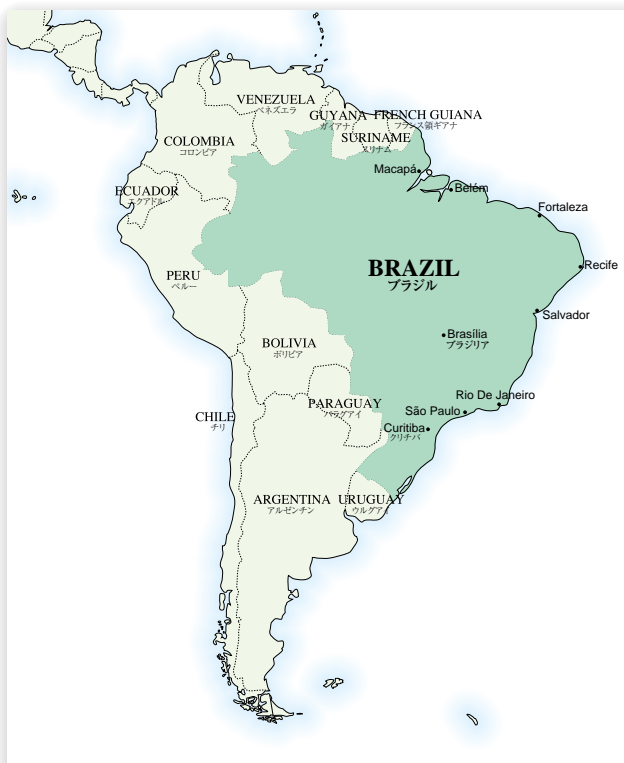 VENEZUELA
ベネズエラ
GUYANA
ガイアナ
FRENCH GUIANA
フランス領ギアナ
SURINAME
スリナム
COLOMBIA
コロンビア
Macapá
Belém
ECUADOR
エクアドル
Fortaleza
BRAZIL
ブラジル
Recife
PERU
ペルー
Salvador
Brasília
ブラジリア
BOLIVIA
ボリビア
Rio De Janeiro
PARAGUAY
パラグアイ
São Paulo
CHILE
チリ
Curitiba
クリチバ
ARGENTINA
アルゼンチン
URUGUAY
ウルグアイ